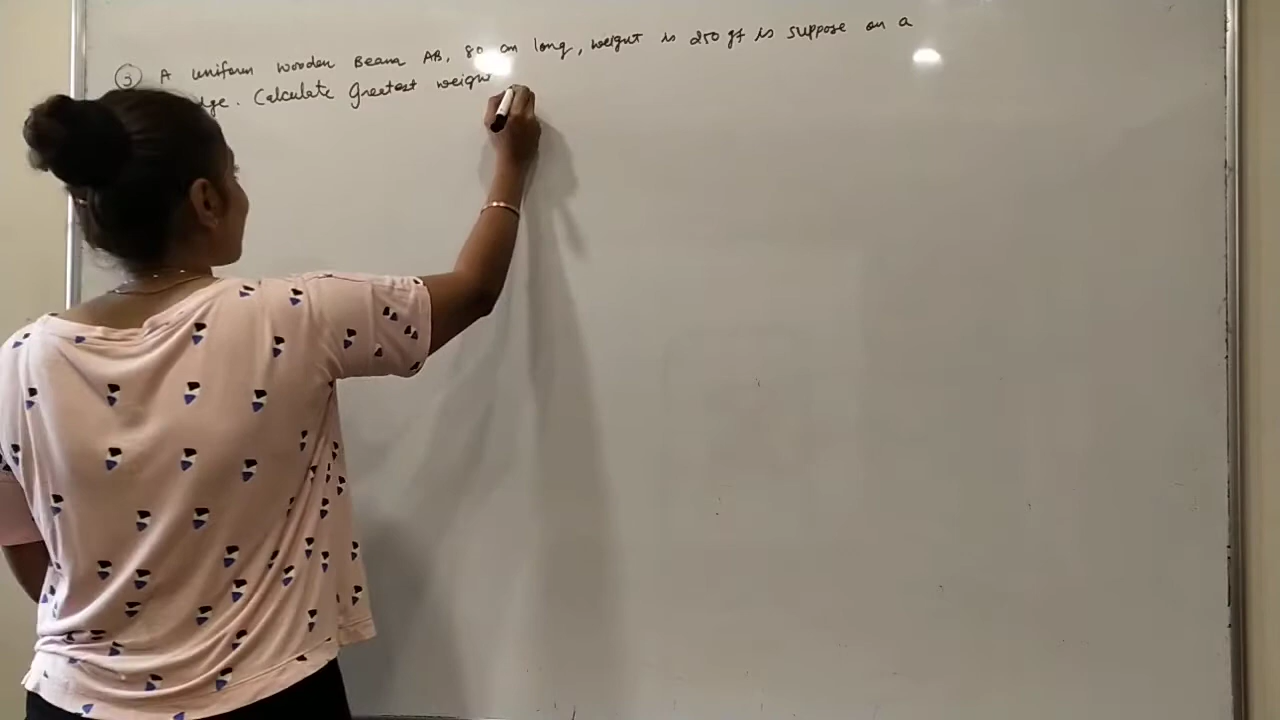 ③ A uniform wooden Beam AB, 80 cm long, weight is 250 gf is suppose on a
dge. Calculate Greatest weigh